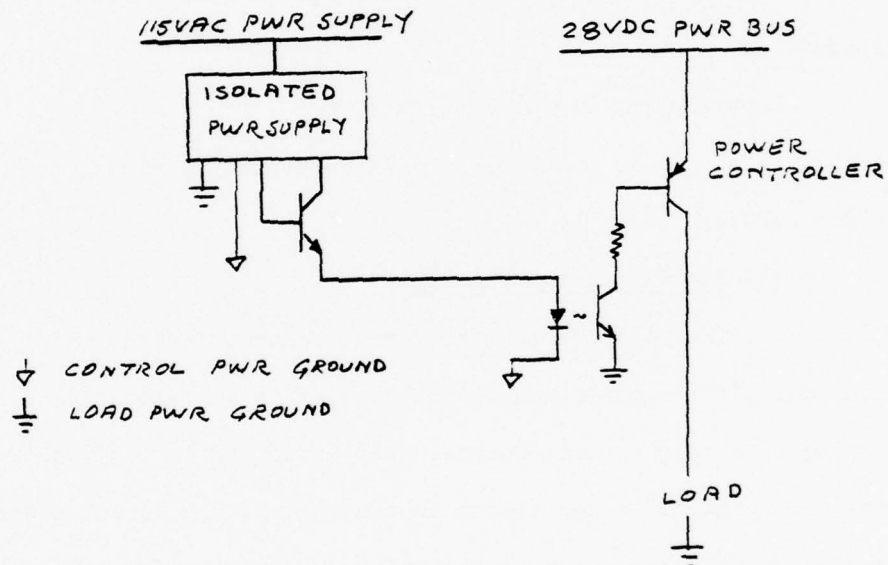 115VAC PWR SUPPLY
28VDC PWR BUS
ISOLATED
PWR SUPPLY
POWER
CONTROLLER
~
CONTROL PWR GROUND
LOAD PWR GROUND
LOAD